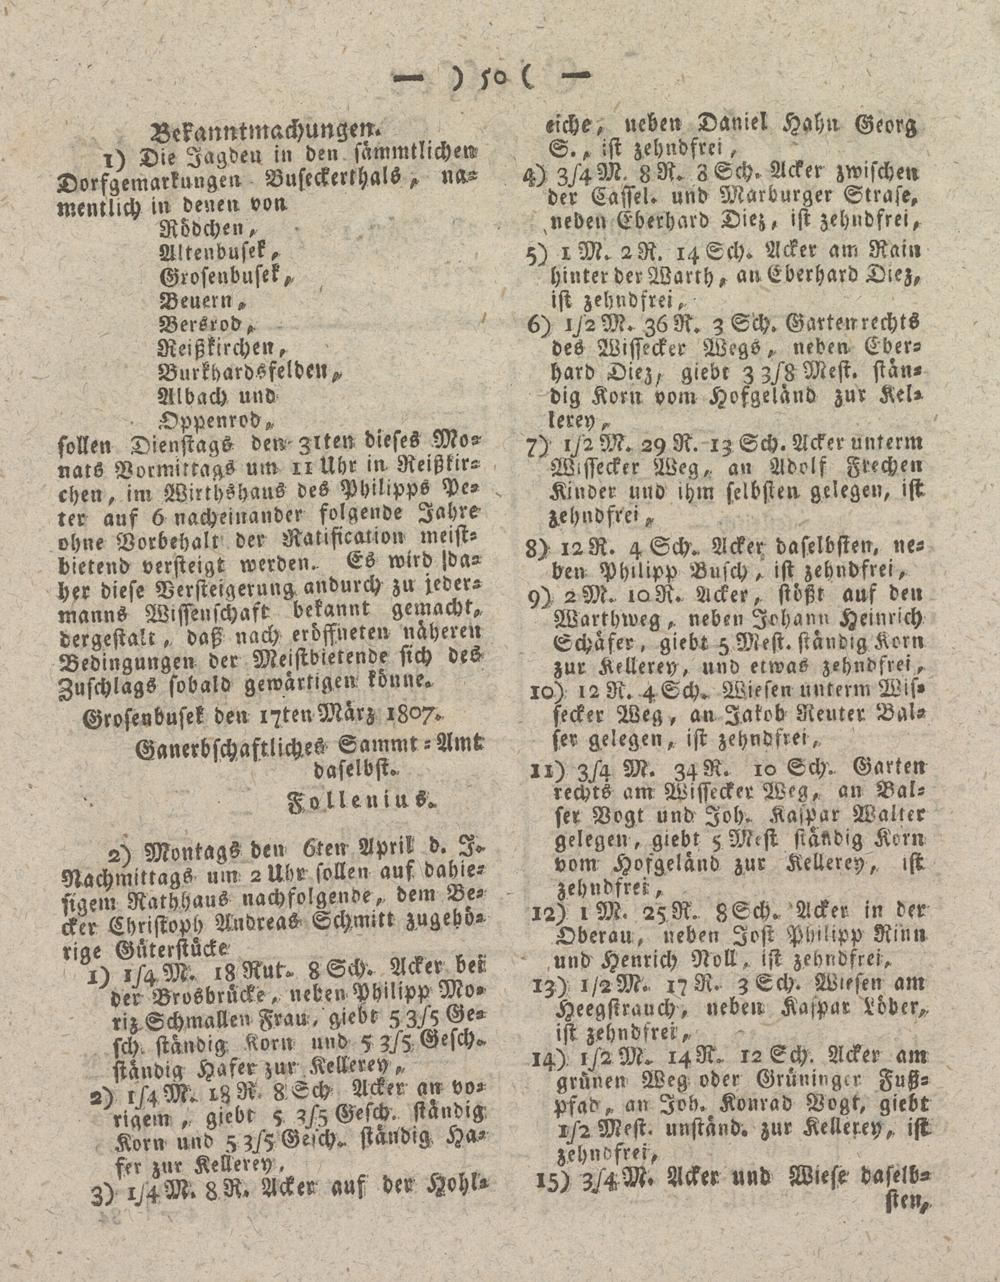 — ) 50 ( —
Bekanntmachungen.
1) Die Jagden in den sämmtlichen
Dorfgemarkungen Buseckerthals, na-
mentlich in denen von
Rödchen,
Altenbusek,
Grosenbusek,
Beuern,
Bersrod,
Reißkirchen,
Burkhardsfelden,
Albach und
Oppenrod,
sollen Dienstags den 31ten dieses Mo-
nats Vormittags um 11 Uhr in Reißkir-
chen, im Wirthshaus des Philipps Pe-
ter auf 6 nacheinander folgende Jahre
ohne Vorbehalt der Ratification meist-
bietend versteigt werden. Es wird da-
her diese Versteigerung andurch zu jeder-
manns Wissenschaft bekannt gemacht,
dergestalt, daß nach eröffneten näheren
Bedingungen der Meistbietende sich des
Zuschlags sobald gewärtigen könne.
Grosenbusek den 17ten März 1807.
Ganerbschaftliches Sammt-Amt
daselbst.
Follenius.
2) Montags den 6ten April d. J.
Nachmittags um 2 Uhr sollen auf dahie-
sigem Rathhaus nachfolgende, dem Be-
cker Christoph Andreas Schmitt zugehö-
rige Güterstücke
1) 1/4 M. 18 Rut. 8 Sch. Acker bei
der Brosbrücke, neben Philipp Mo-
riz Schmallen Frau, giebt 5 3/5 Ge-
sch. ständig Korn und 5 3/5 Gesch.
ständig Hafer zur Kellerey,
2) 1/4 M. 18 R. 8 Sch Acker an vo-
rigem, giebt 5 3/5 Gesch. ständig
Korn und 5 3/5 Gesch. ständig Ha-
fer zur Kellerey,
3) 1/4 M. 8 R. Acker auf der Hohl-
eiche, neben Daniel Hahn Georg
S., ist zehndfrei,
4) 3/4 M. 8 R. 8 Sch. Acker zwischen
der Cassel. und Marburger Strase,
neben Eberhard Diez, ist zehndfrei,
5) 1 M. 2 R. 14 Sch. Acker am Rain
hinter der Warth, an Eberhard Diez,
ist zehndfrei,
6) 1/2 M. 36 R. 3 Sch. Garten rechts
des Wissecker Wegs, neben Eber-
hard Diez, giebt 3 3/8 Mest. stän-
dig Korn vom Hofgeländ zur Kel-
lerey,
7) 1/2 M. 29 R. 13 Sch. Acker unterm
Wissecker Weg, an Adolf Frechen
Kinder und ihm selbsten gelegen, ist
zehndfrei,
8) 12 R. 4 Sch. Acker daselbsten, ne-
ben Philipp Busch, ist zehndfrei,
9) 2 M. 10 R. Acker, stößt auf den
Warthweg, neben Johann Heinrich
Schäfer, giebt 5 Mest. ständig Korn
zur Kellerey, und etwas zehndfrei,
10) 12 R. 4 Sch. Wiesen unterm Wis-
secker Weg, an Jakob Reuter Bal-
ser gelegen, ist zehndfrei,
11) 3/4 M. 34 R. 10 Sch. Garten
rechts am Wissecker Weg, an Bal-
ser Vogt und Joh. Kaspar Walter
gelegen, giebt 5 Mest ständig Korn
vom Hofgeländ zur Kellerey, ist
zehndfrei,
12) 1 M. 25 R. 8 Sch. Acker in der
Oberau, neben Jost Philipp Rinn
und Henrich Noll, ist zehndfrei,
13) 1/2 M. 17 R. 3 Sch. Wiesen am
Heegstrauch, neben Kaspar Löber,
ist zehndfrei,
14) 1/2 M. 14 R. 12 Sch. Acker am
grünen Weg oder Grüninger Fuß-
pfad, an Joh. Konrad Vogt, giebt
1/2 Mest. unständ. zur Kellerey, ist
zehndfrei,
15) 3/4 M. Acker und Wiese daselb-
sten,